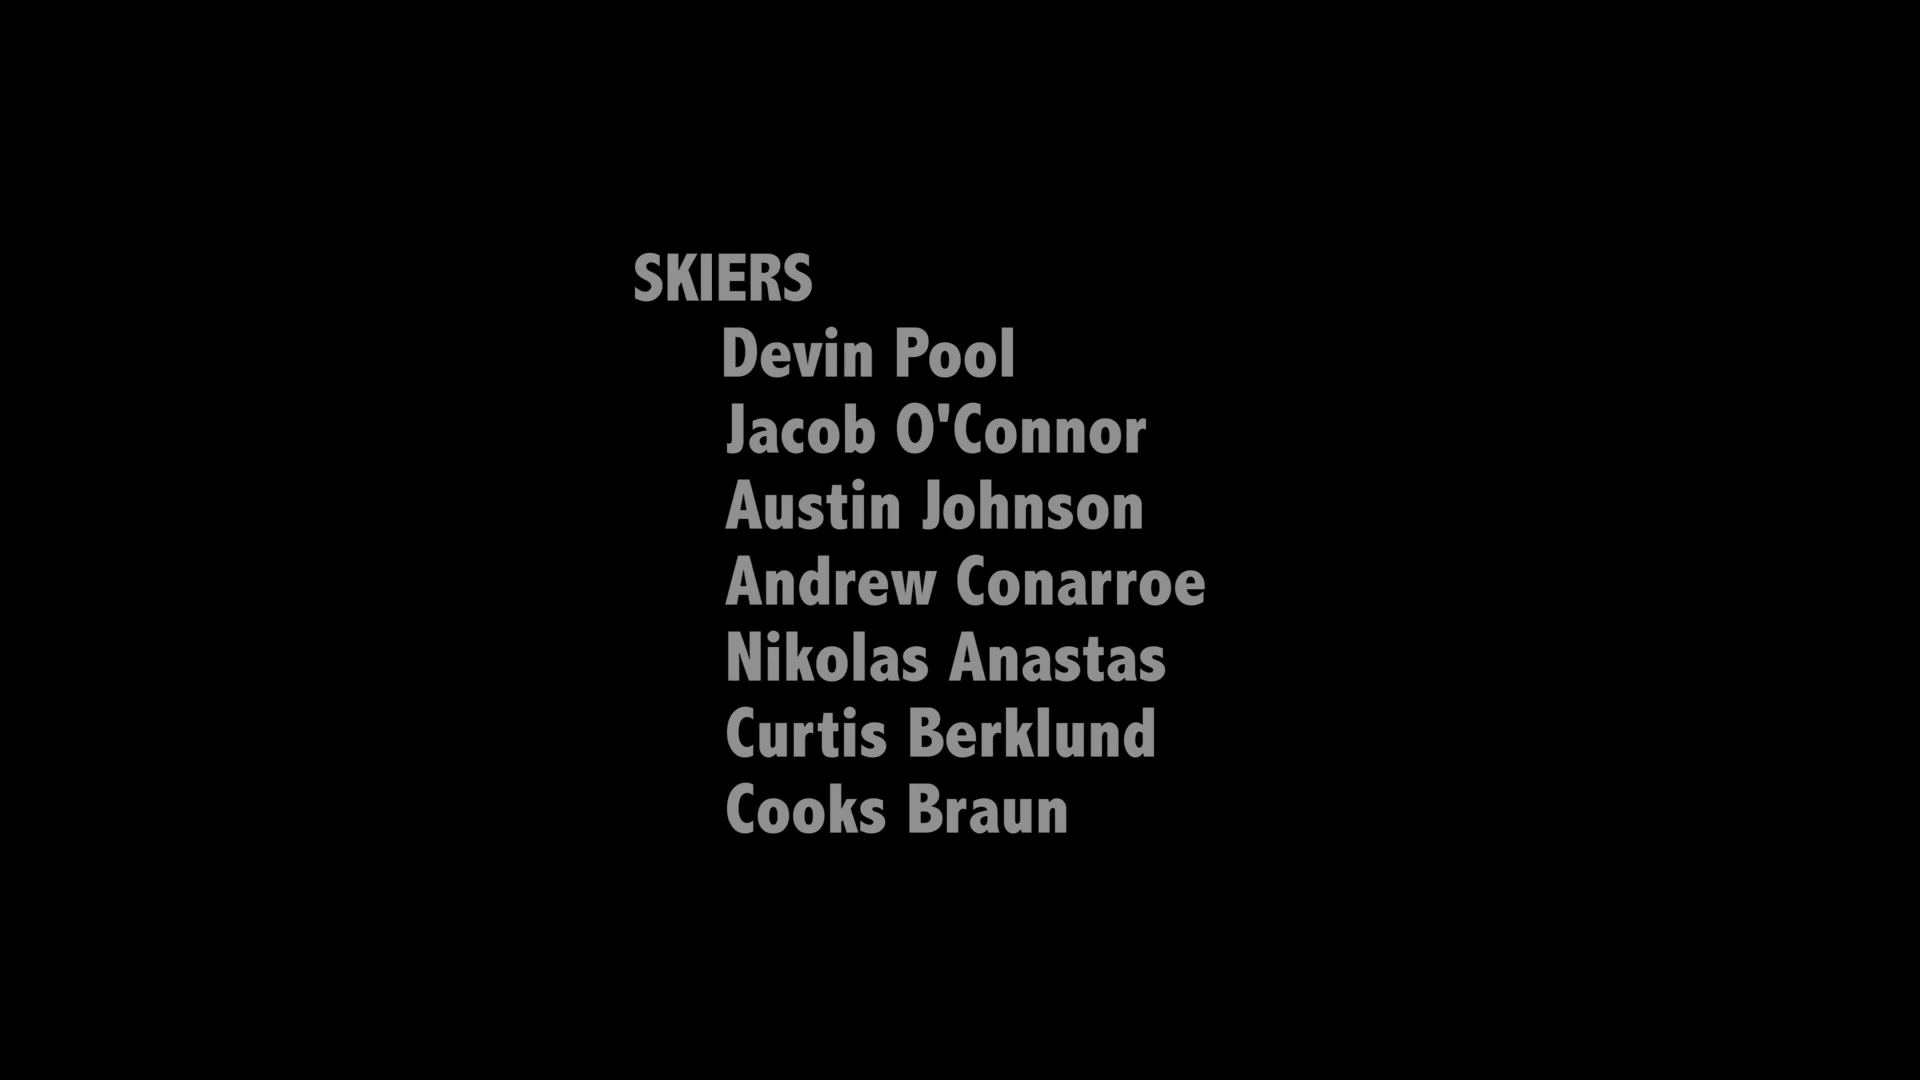 SKIERS
Devin Pool
Jacob O'Connor
Austin Johnson
Andrew Conarroe
Nikolas Anastas
Curtis Berklund
Cooks Braun